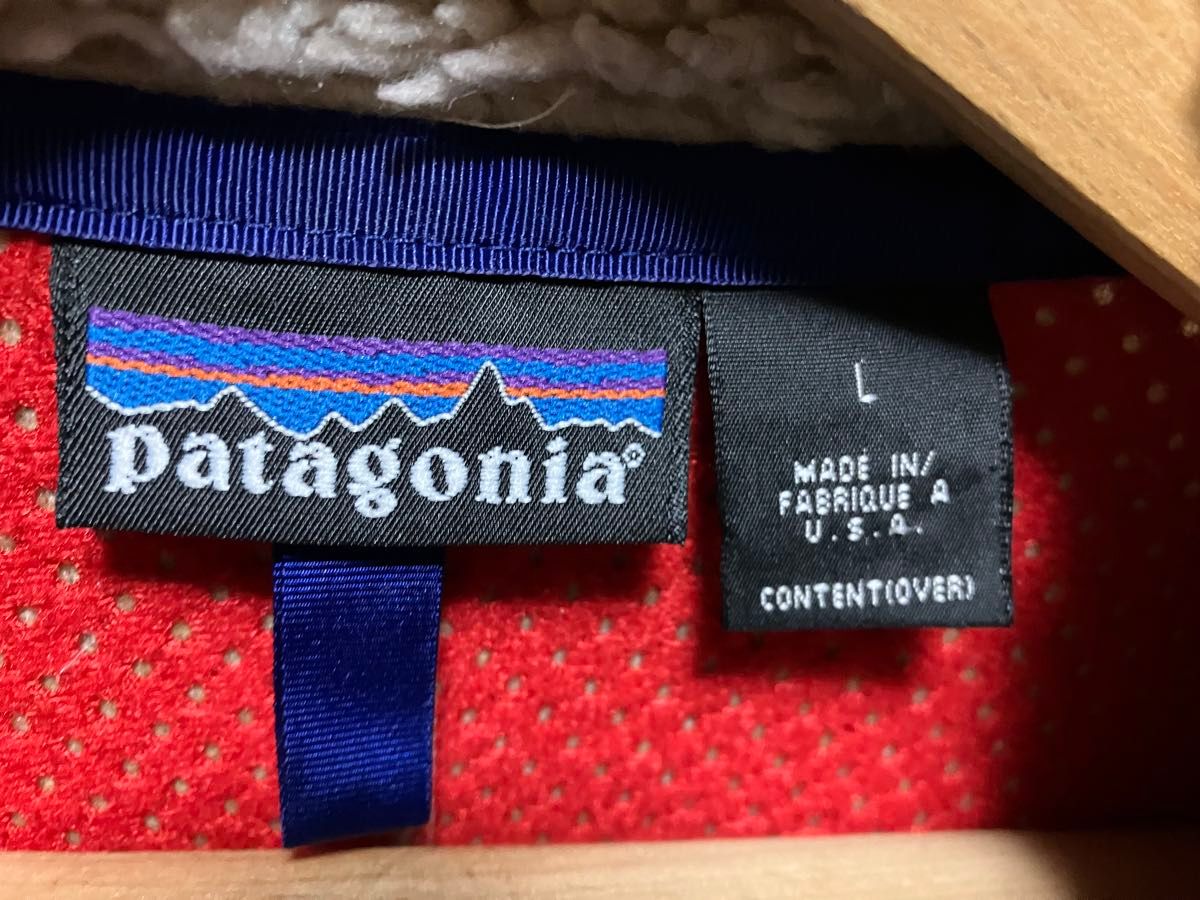 patagonia®
L
MADE IN/
FABRIQUE A
U.S.A.
CONTENT(OVER)